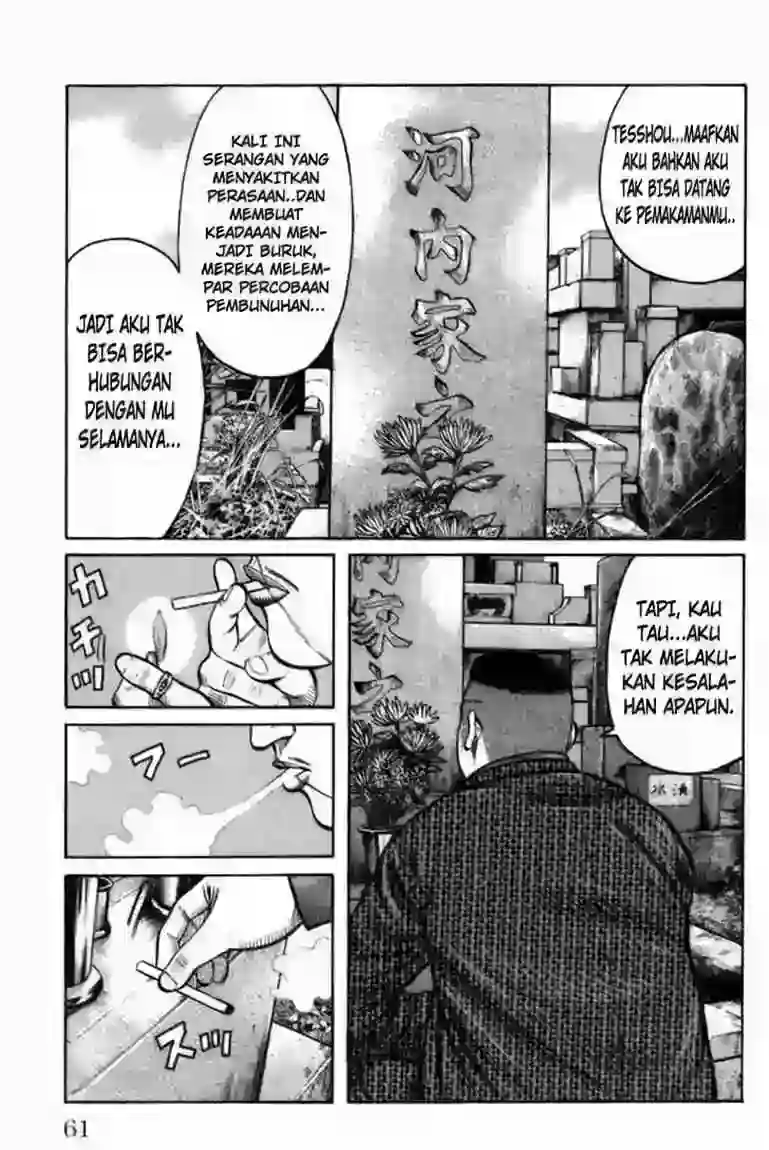 TESSHOU...MAAFKAN
AKU BAHKAN AKU
TAK BISA DATANG
KE PEMAKAMANMU..
河内家之
KALI INI
SERANGAN YANG
MENYAKITKAN
PERASAAN..DAN
MEMBUAT
KEADAAAN MEN-
JADI BURUK,
MEREKA MELEM-
PAR PERCOBAAN
PEMBUNUHAN...
JADI AKU TAK
BISA BER-
HUBUNGAN
DENGAN MU
SELAMANYA...
TAPI, KAU
TAU...AKU
TAK MELAKU-
KAN KESALA-
HAN APAPUN.
内家之
カチッ
フー
スッ
61